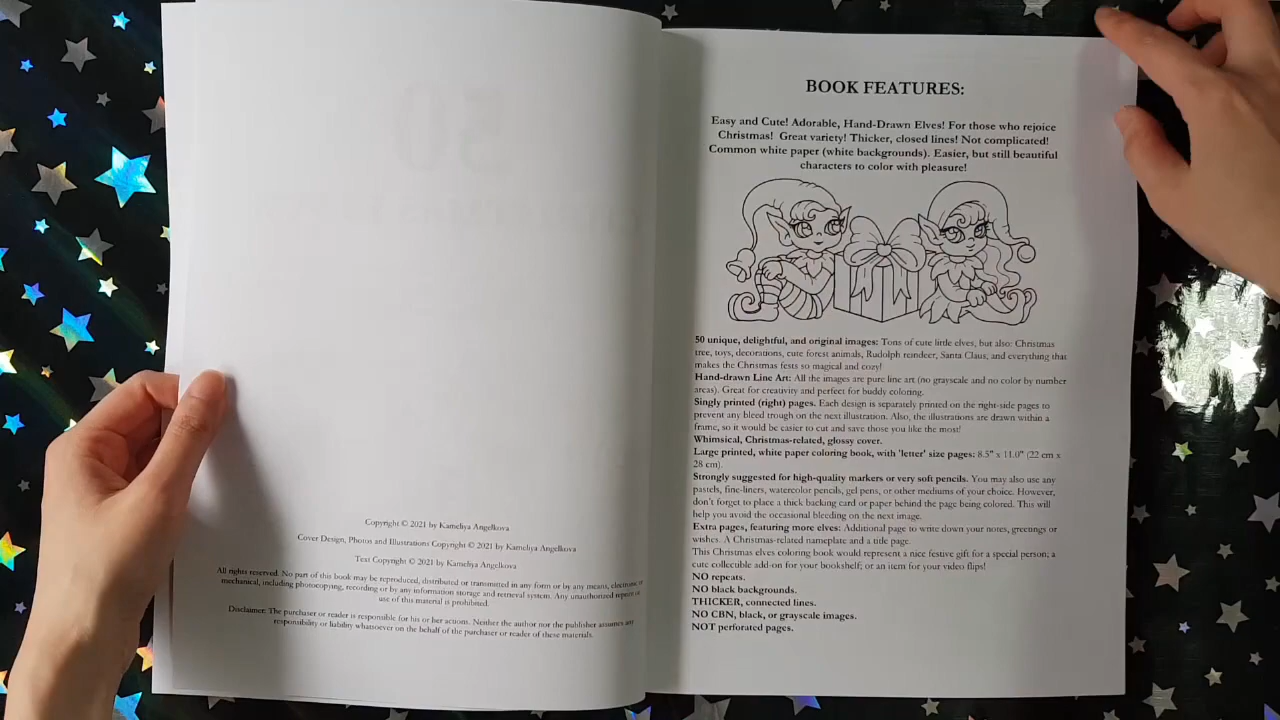 Copyright © 2021 by Kameliya Angelkova
Cover Design, Photos and Illustrations Copyright © 2021 by Kameliya Angelkova
Text Copyright © 2021 by Kameliya Angelkova
All rights reserved. No part of this book may be reproduced, distributed or transmitted in any form or by any means, electronic or
mechanical, including photocopying, recording or by any information storage and retrieval system. Any unauthorized reprint or
use of this material is prohibited.
Disclaimer: The purchaser or reader is responsible for his or her actions. Neither the author nor the publisher assumes any
responsibility or liability whatsoever on the behalf of the purchaser or reader of these materials.
BOOK FEATURES:
Easy and Cute! Adorable, Hand-Drawn Elves! For those who rejoice
Christmas! Great variety! Thicker, closed lines! Not complicated!
Common white paper (white backgrounds). Easier, but still beautiful
characters to color with pleasure!
50 unique, delightful, and original images: Tons of cute little elves, but also: Christmas
tree, toys, decorations, cute forest animals, Rudolph reindeer, Santa Claus, and everything that
makes the Christmas fests so magical and cozy!
Hand-drawn Line Art: All the images are pure line art (no grayscale and no color by number
areas). Great for creativity and perfect for buddy coloring.
Singly printed (right) pages. Each design is separately printed on the right-side pages to
prevent any bleed trough on the next illustration. Also, the illustrations are drawn within a
frame, so it would be easier to cut and save those you like the most!
Whimsical, Christmas-related, glossy cover.
Large printed, white paper coloring book, with 'letter' size pages: 8.5" x 11.0" (22 cm x
28 cm).
Strongly suggested for high-quality markers or very soft pencils. You may also use any
pastels, fine-liners, watercolor pencils, gel pens, or other mediums of your choice. However,
don't forget to place a thick backing card or paper behind the page being colored. This will
help you avoid the occasional bleeding on the next image.
Extra pages, featuring more elves: Additional page to write down your notes, greetings or
wishes. A Christmas-related nameplate and a title page.
This Christmas elves coloring book would represent a nice festive gift for a special person; a
cute collectible add-on for your bookshelf; or an item for your video flips!
NO repeats.
NO black backgrounds.
THICKER, connected lines.
NO CBN, black, or grayscale images.
NOT perforated pages.